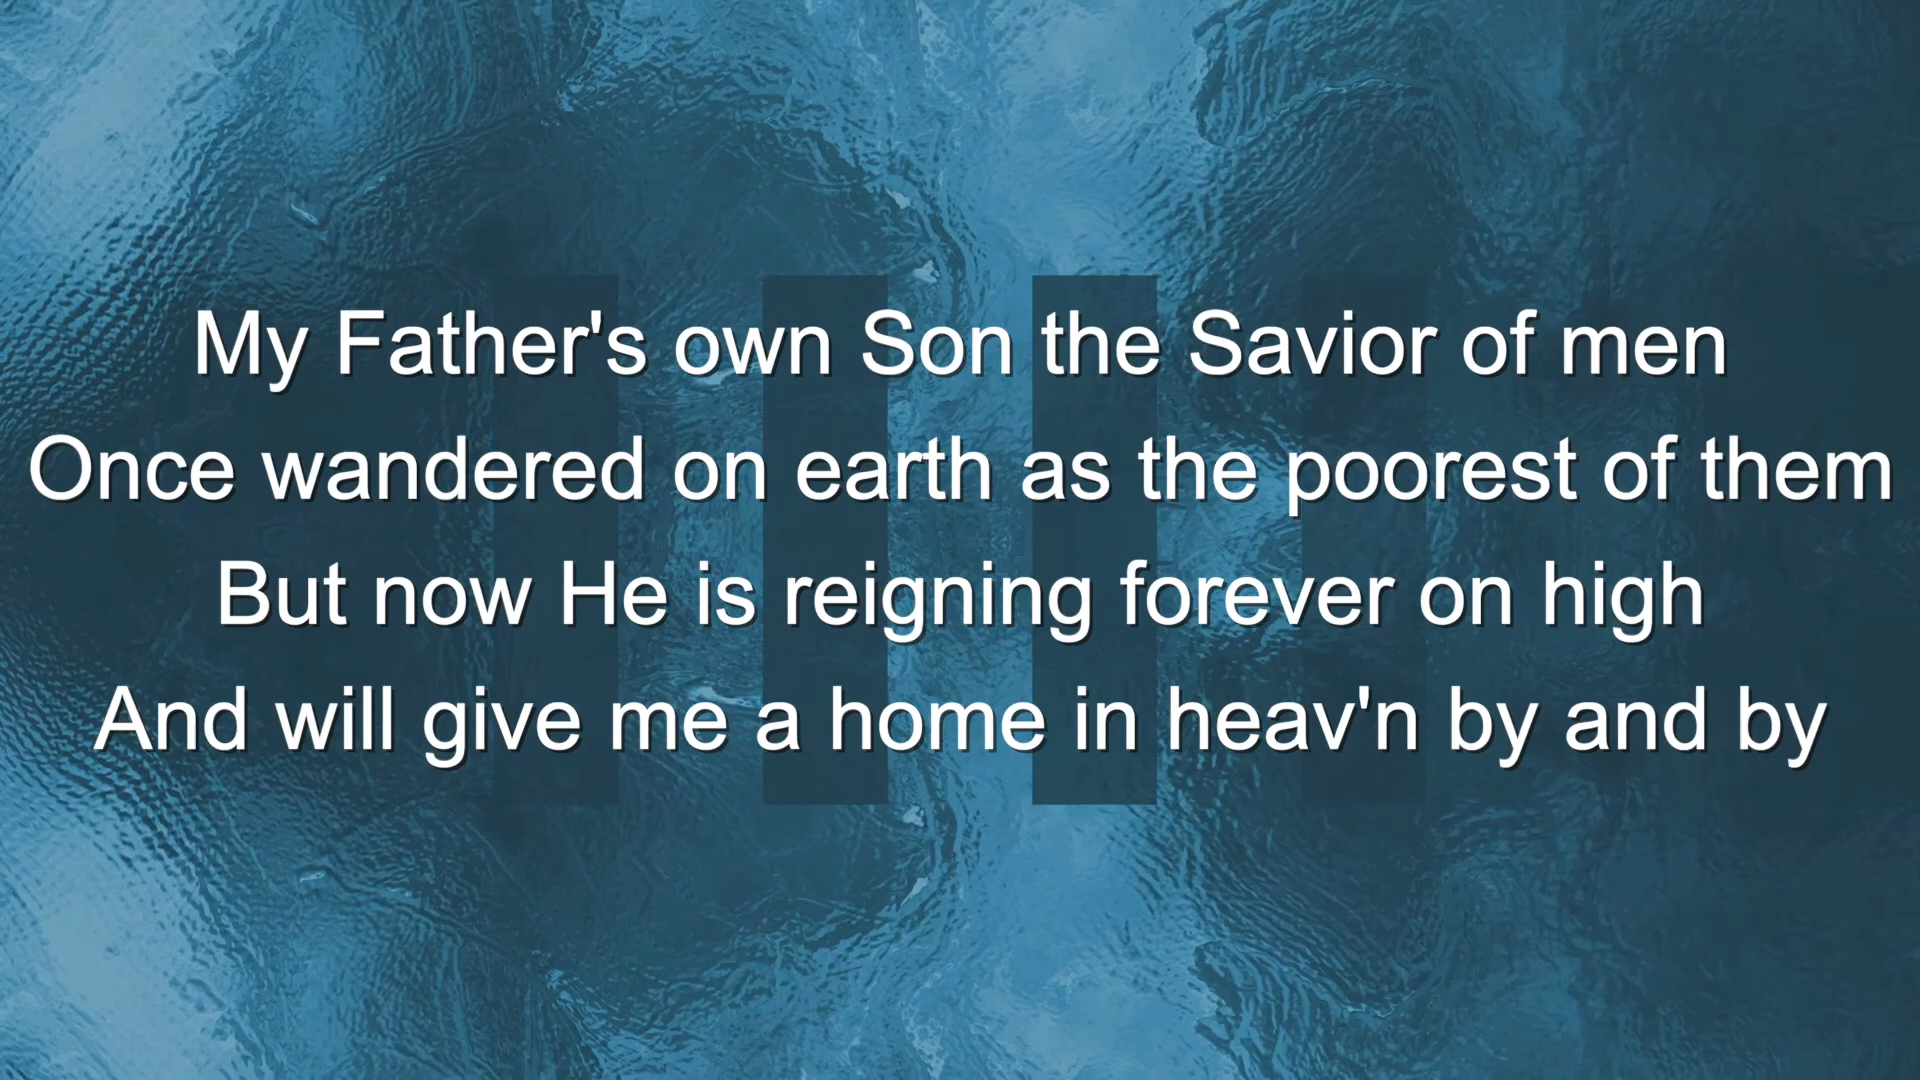 My Father's own Son the Savior of men
Once wandered on earth as the poorest of them
But now He is reigning forever on high
And will give me a home in heav'n by and by